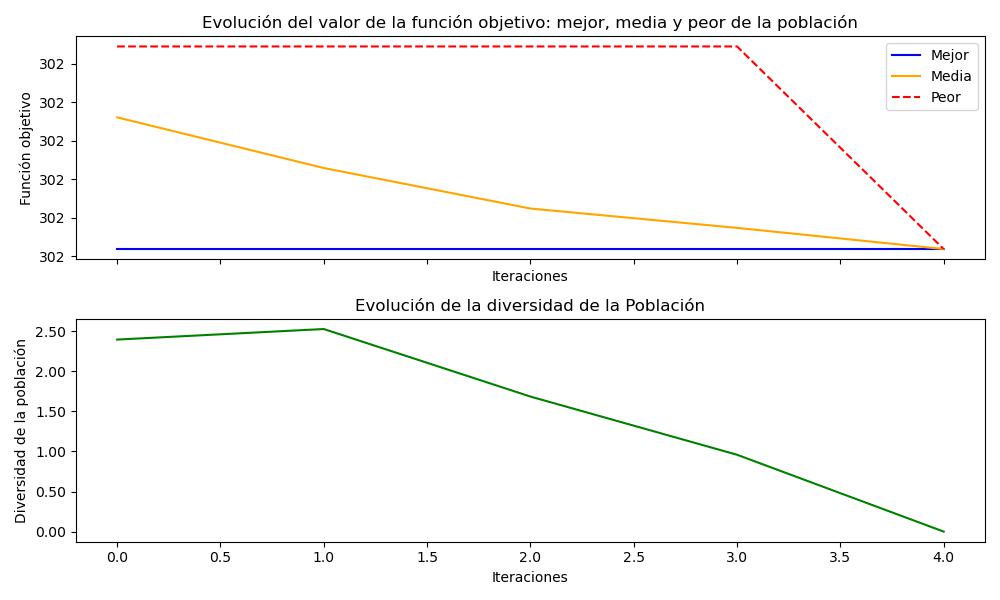 Evolución del valor de la función objetivo: mejor, media y peor de la población
Función objetivo
302
302
302
302
302
302
Mejor
Media
Peor
Iteraciones
Evolución de la diversidad de la Población
Diversidad de la población
2.50
2.00
1.50
1.00
0.50
0.00
0.0 0.5 1.0 1.5 2.0 2.5 3.0 3.5 4.0
Iteraciones